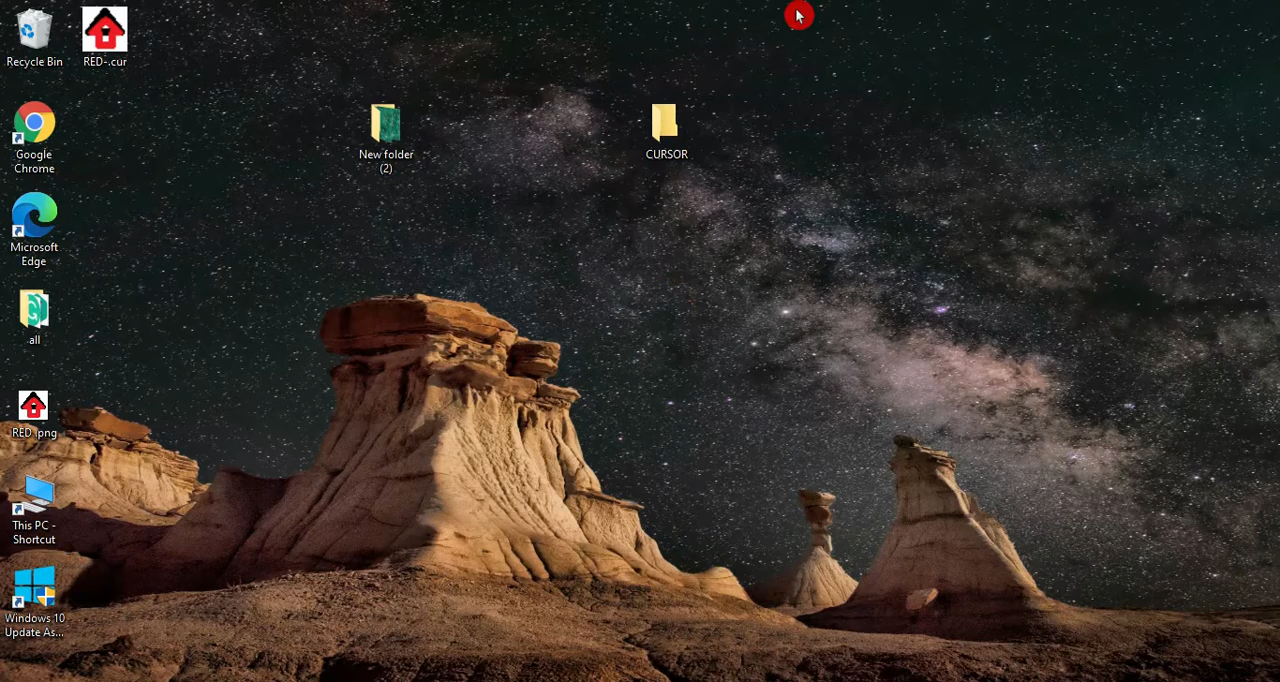 Recycle Bin
RED-.cur
Google
Chrome
New folder
(2)
CURSOR
Microsoft
Edge
all
RED .png
This PC -
Shortcut
Windows 10
Update As...